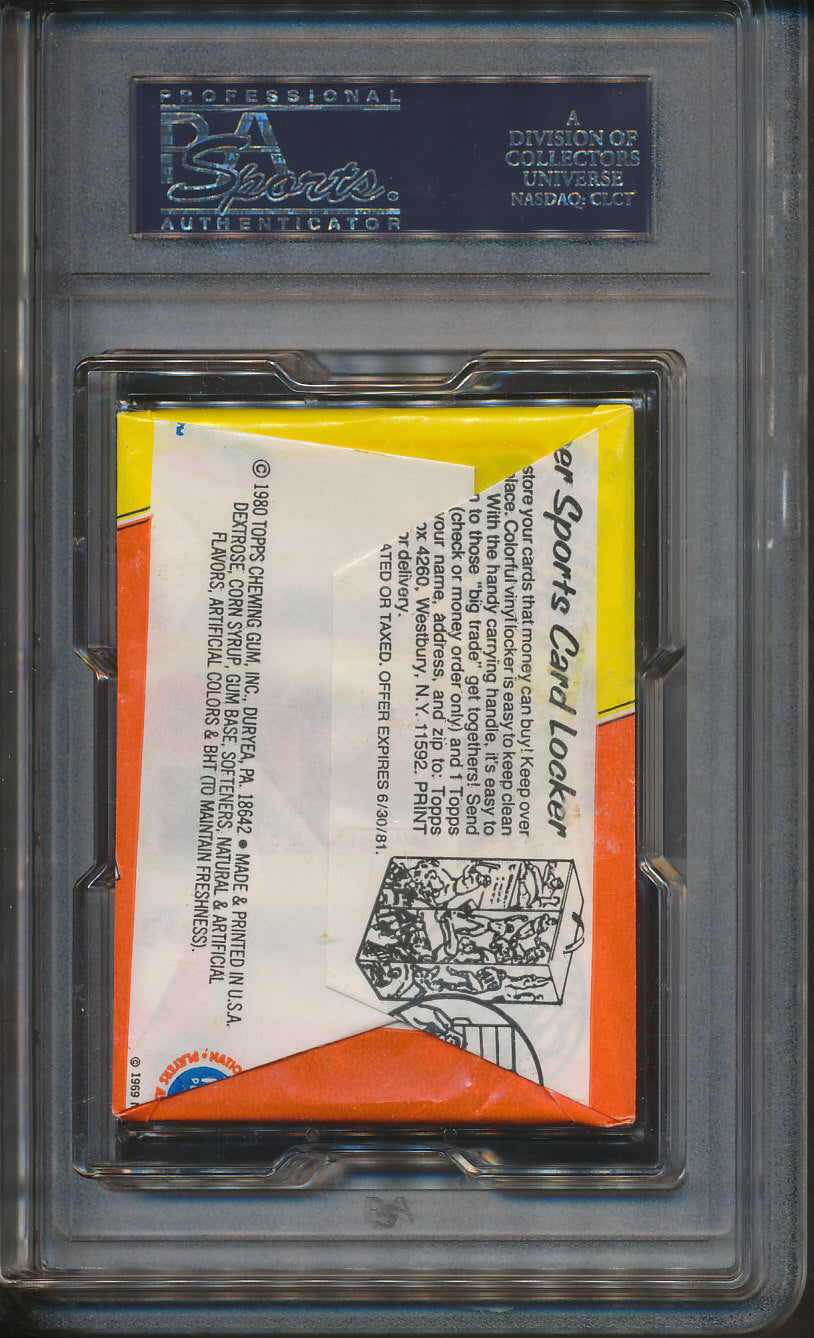 PROFESSIONAL
PSA
Sports.
AUTHENTICATOR
A
DIVISION OF
COLLECTORS
UNIVERSE
NASDAQ: CLCT
er Sports Card Locker
store your cards that money can buy! Keep over
lace. Colorful vinyl locker is easy to keep clean
With the handy carrying handle, it's easy to
to those "big trade" get togethers! Send
(check or money order only) and 1 Topps
your name, address, and zip to: Topps
ox 4260, Westbury, N.Y. 11592. PRINT
or delivery.
ATED OR TAXED. OFFER EXPIRES 6/30/81.
© 1980 TOPPS CHEWING GUM, INC., DURYEA, PA. 18642 • MADE & PRINTED IN U.S.A.
DEXTROSE, CORN SYRUP, GUM BASE, SOFTENERS, NATURAL & ARTIFICIAL
FLAVORS, ARTIFICIAL COLORS & BHT (TO MAINTAIN FRESHNESS).
© 1969
PLAYERS
PSA